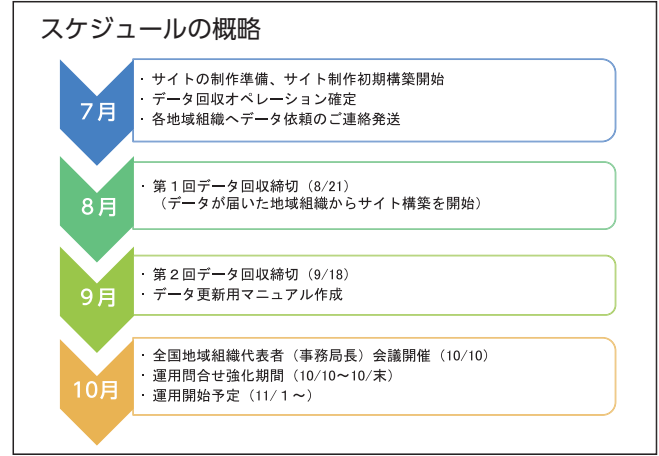 スケジュールの概略
7月
・サイトの制作準備、サイト制作初期構築開始
・データ回収オペレーション確定
・各地域組織へデータ依頼のご連絡発送
8月
・第１回データ回収締切（8/21）
（データが届いた地域組織からサイト構築を開始）
9月
・第２回データ回収締切（9/18）
・データ更新用マニュアル作成
10月
・全国地域組織代表者（事務局長）会議開催（10/10）
・運用問合せ強化期間（10/10～10/末）
・運用開始予定（11/１～）